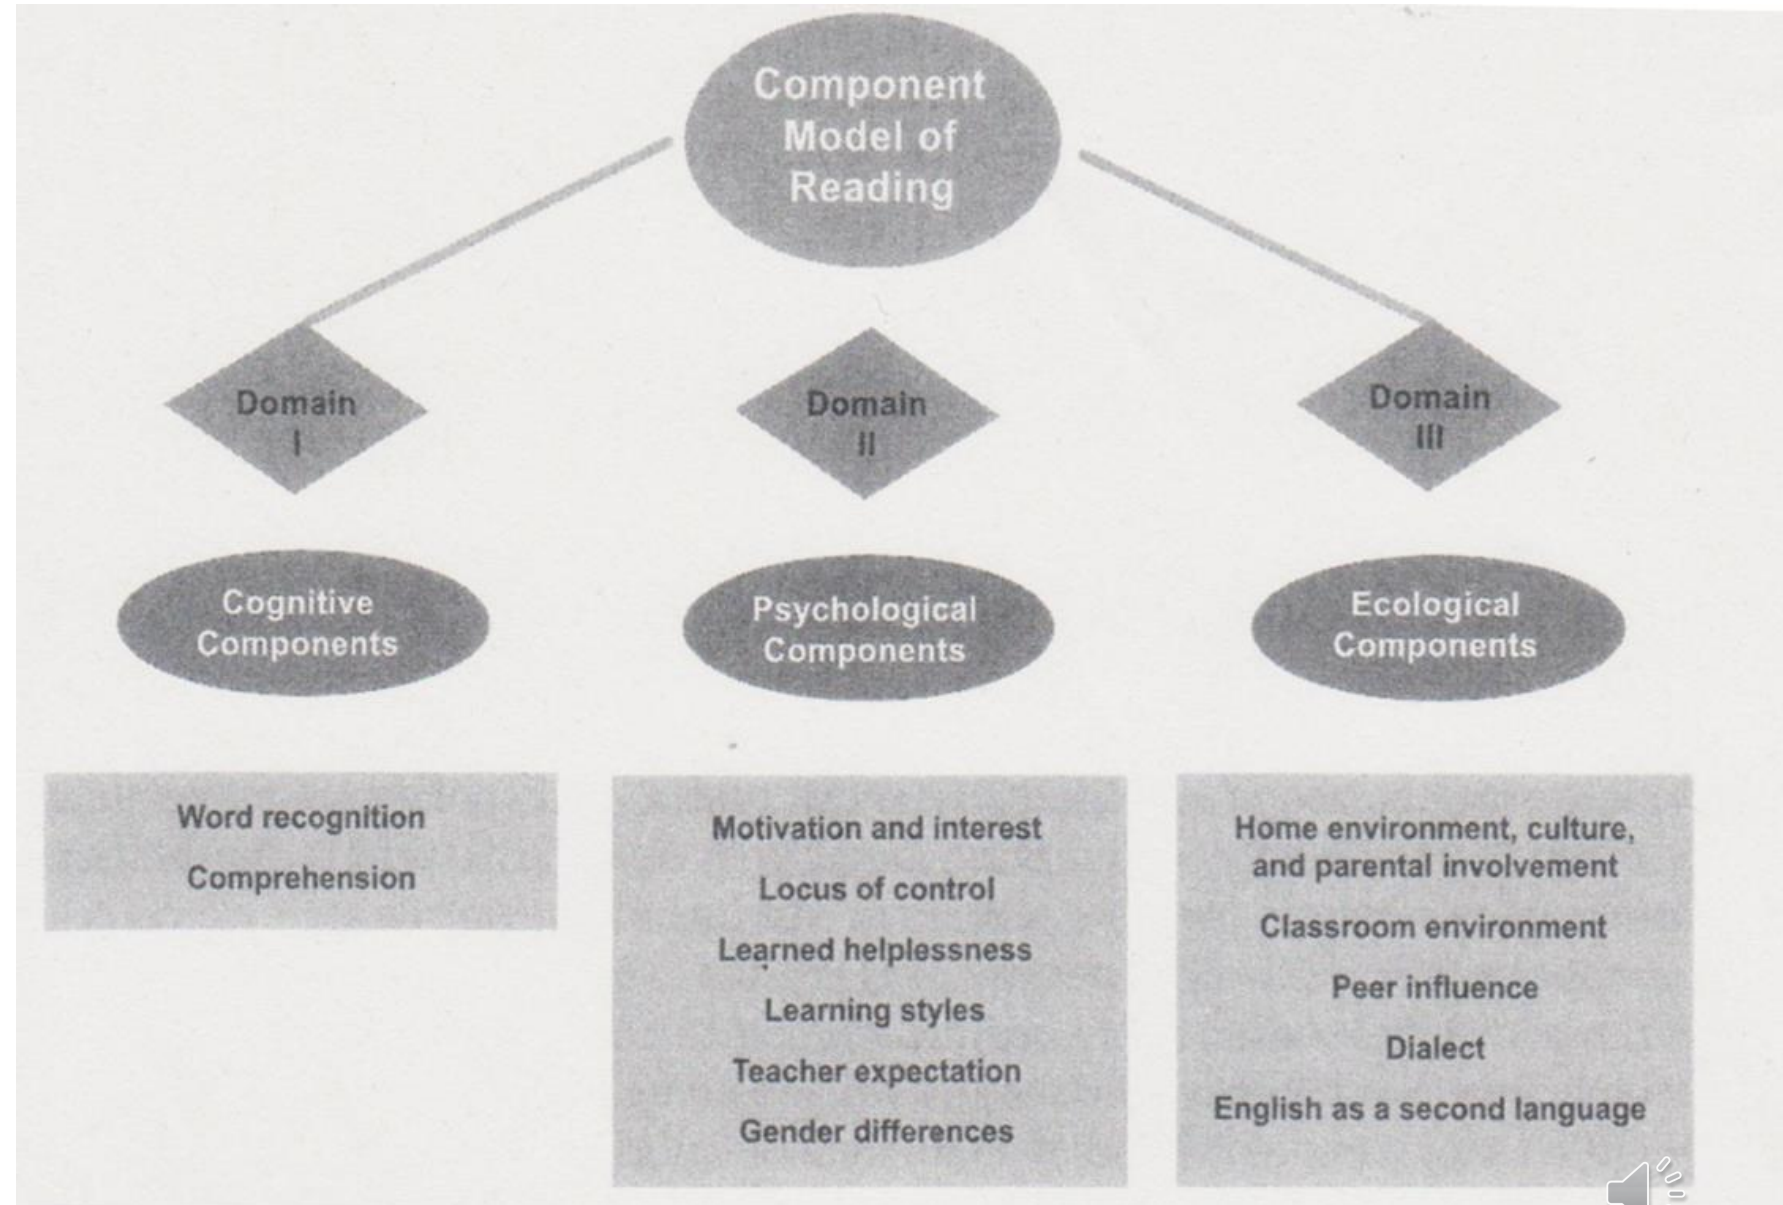 Component
Model of
Reading
Domain
I
Domain
II
Domain
III
Cognitive
Components
Psychological
Components
Ecological
Components
Word recognition
Comprehension
Motivation and interest
Locus of control
Learned helplessness
Learning styles
Teacher expectation
Gender differences
Home environment, culture,
and parental involvement
Classroom environment
Peer influence
Dialect
English as a second language